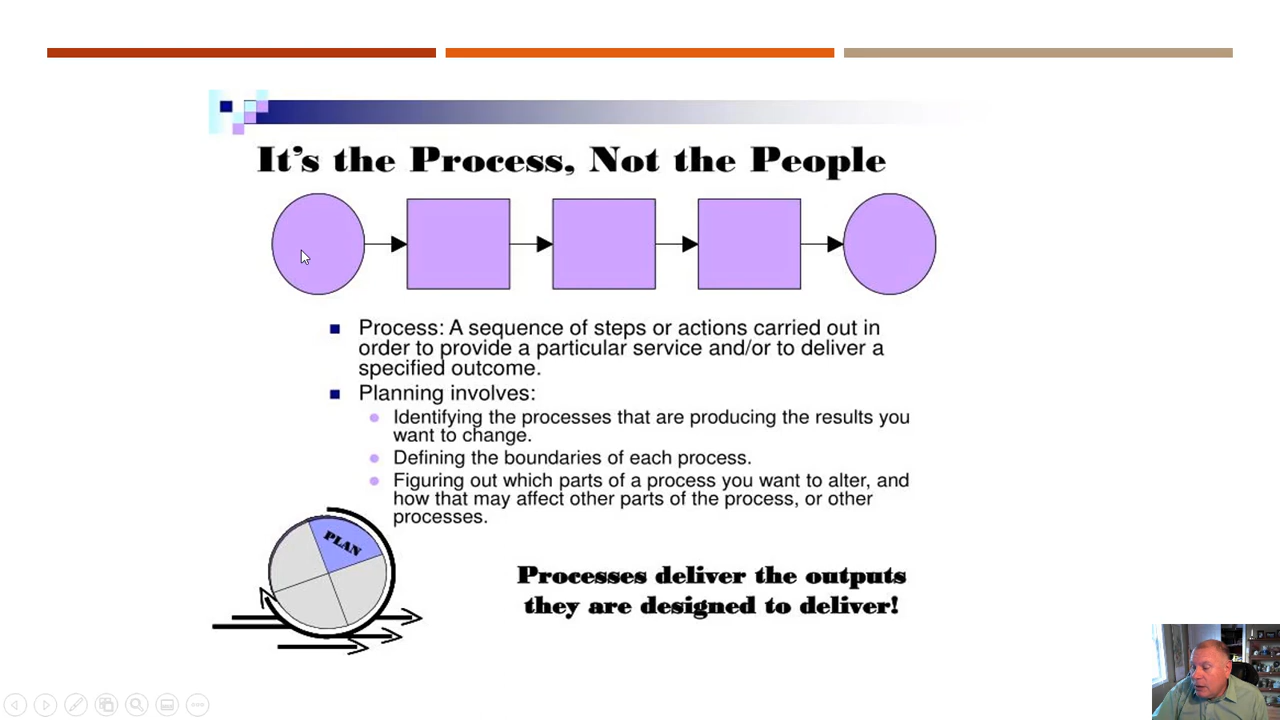 It's the Process, Not the People
Process: A sequence of steps or actions carried out in
order to provide a particular service and/or to deliver a
specified outcome.
Planning involves:
Identifying the processes that are producing the results you
want to change.
Defining the boundaries of each process.
Figuring out which parts of a process you want to alter, and
how that may affect other parts of the process, or other
processes.
PLAN
Processes deliver the outputs
they are designed to deliver!